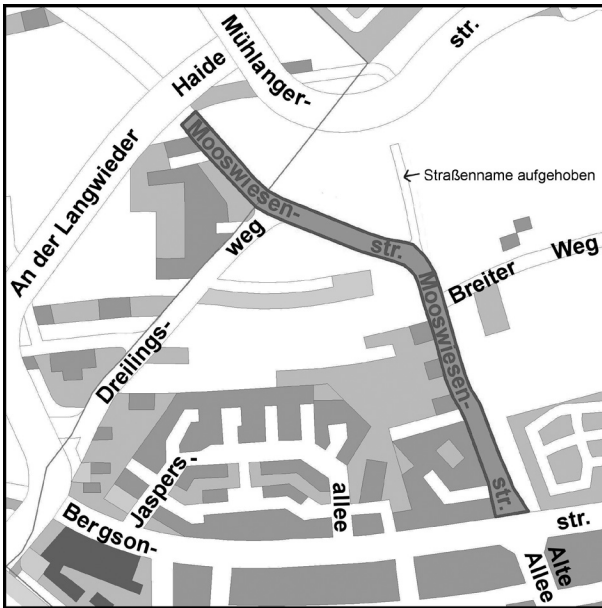 Mühlanger-
str.
An der Langwieder Haide
Mooswiesen-
str.
← Straßenname aufgehoben
weg
Dreilings-
Mooswiesen-
str.
Breiter Weg
Jaspers-
allee
Bergson-
str.
Alte
Allee